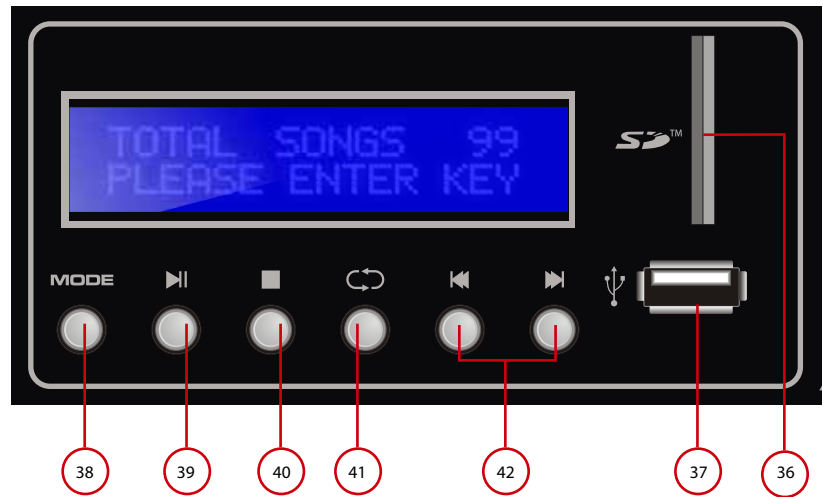 TOTAL SONGS 99
PLEASE ENTER KEY
SD™
MODE
38 39 40 41 42 37 36